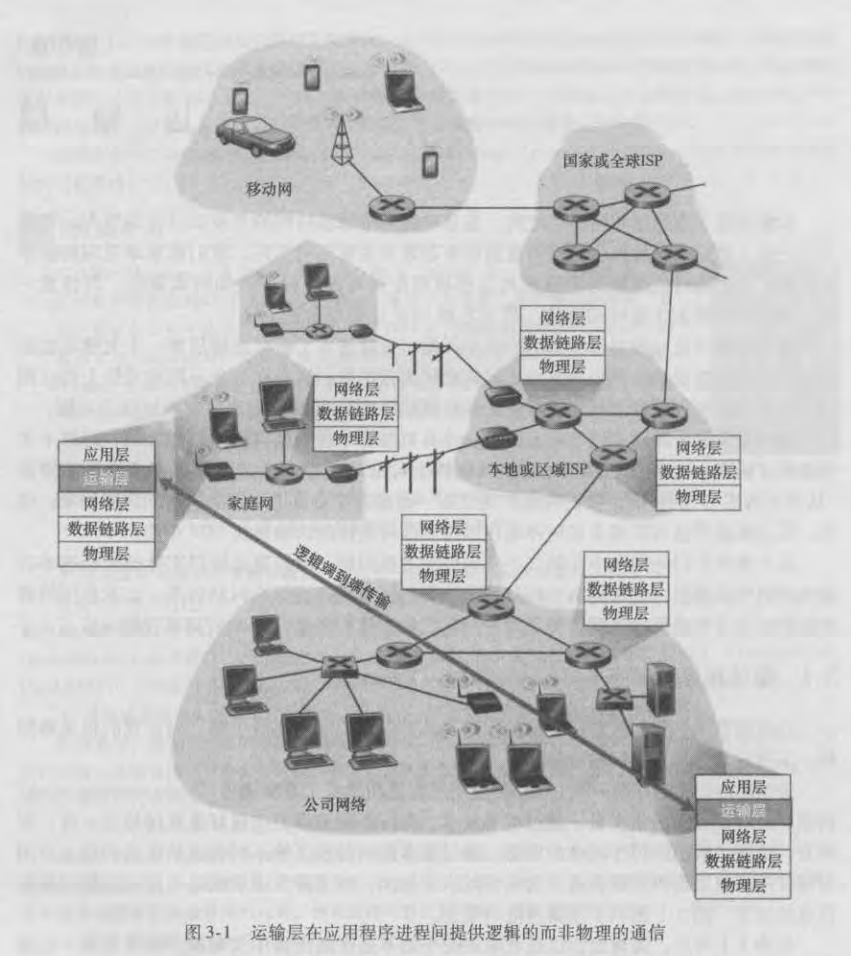 移动网
国家或全球ISP
网络层
数据链路层
物理层
网络层
数据链路层
物理层
应用层
运输层
网络层
数据链路层
物理层
家庭网
本地或区域ISP
网络层
数据链路层
物理层
网络层
数据链路层
物理层
网络层
数据链路层
物理层
逻辑端到端传输
公司网络
应用层
运输层
网络层
数据链路层
物理层
图 3-1 运输层在应用程序进程间提供逻辑的而非物理的通信